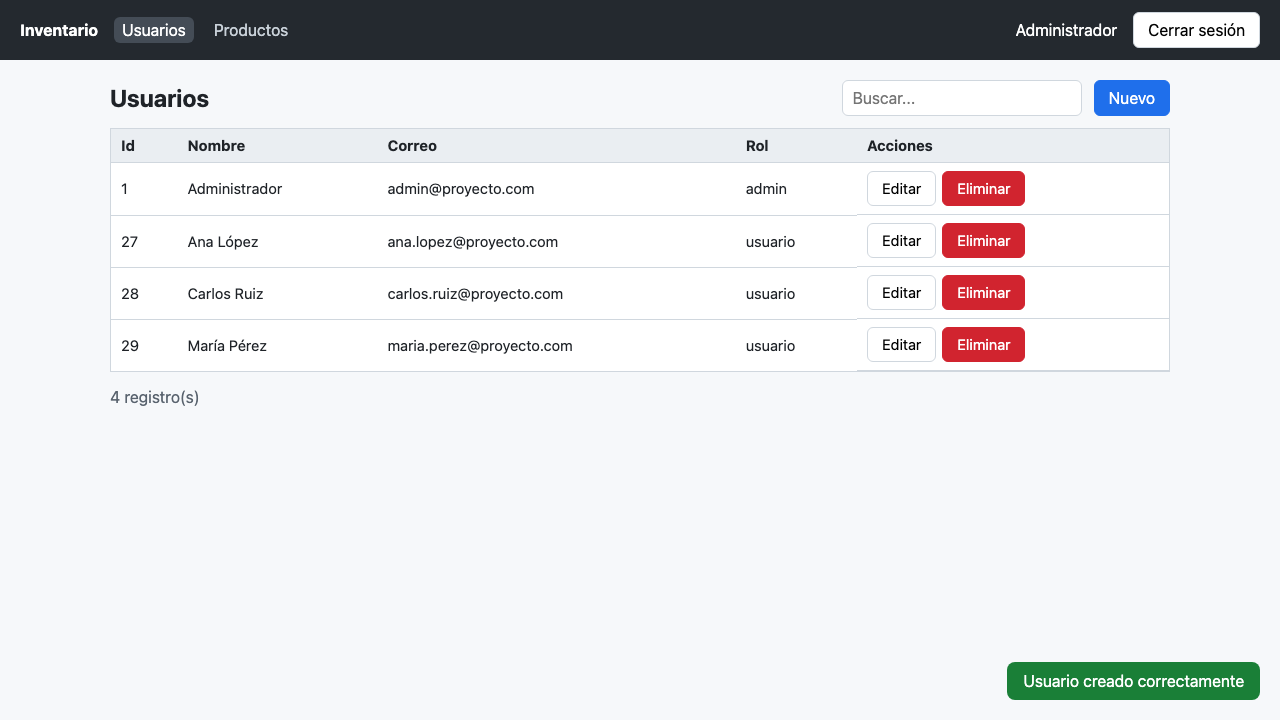 Inventario Usuarios Productos Administrador Cerrar sesión
Usuarios Buscar... Nuevo
Id Nombre Correo Rol Acciones
1 Administrador admin@proyecto.com admin Editar Eliminar
27 Ana López ana.lopez@proyecto.com usuario Editar Eliminar
28 Carlos Ruiz carlos.ruiz@proyecto.com usuario Editar Eliminar
29 María Pérez maria.perez@proyecto.com usuario Editar Eliminar
4 registro(s)
Usuario creado correctamente